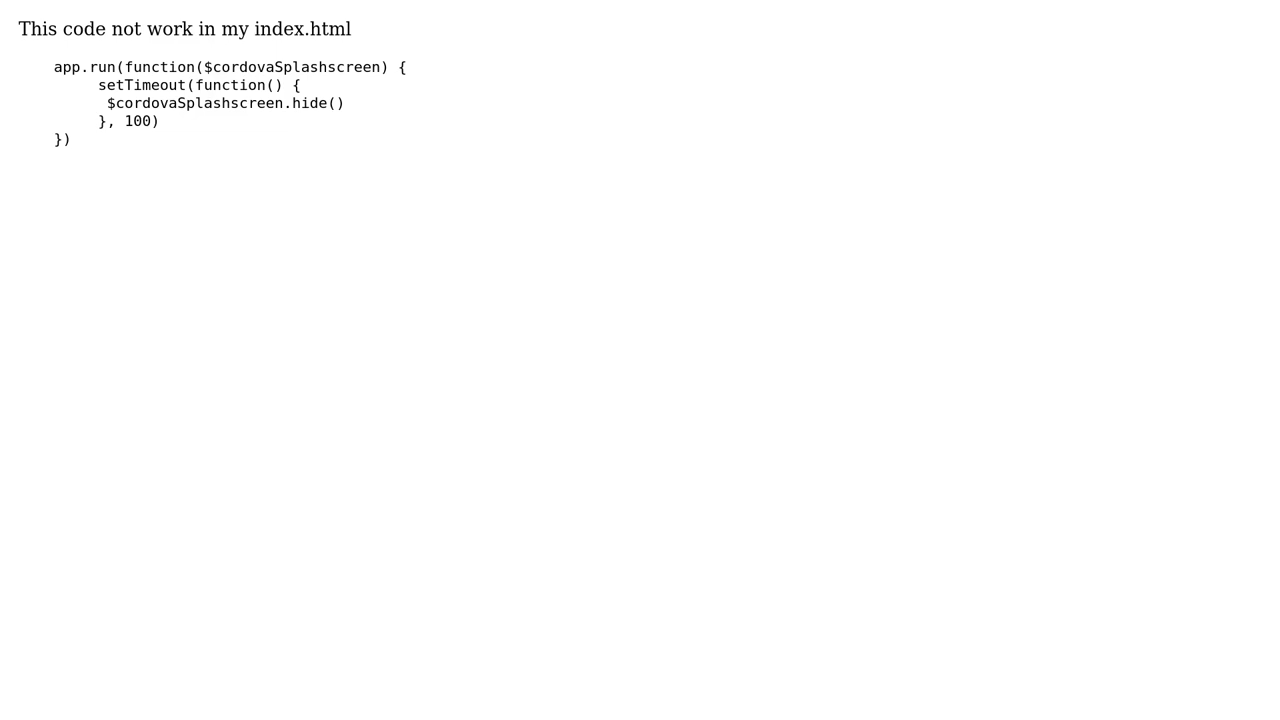 This code not work in my index.html
app.run(function($cordovaSplashscreen) {
     setTimeout(function() {
      $cordovaSplashscreen.hide()
     }, 100)
})